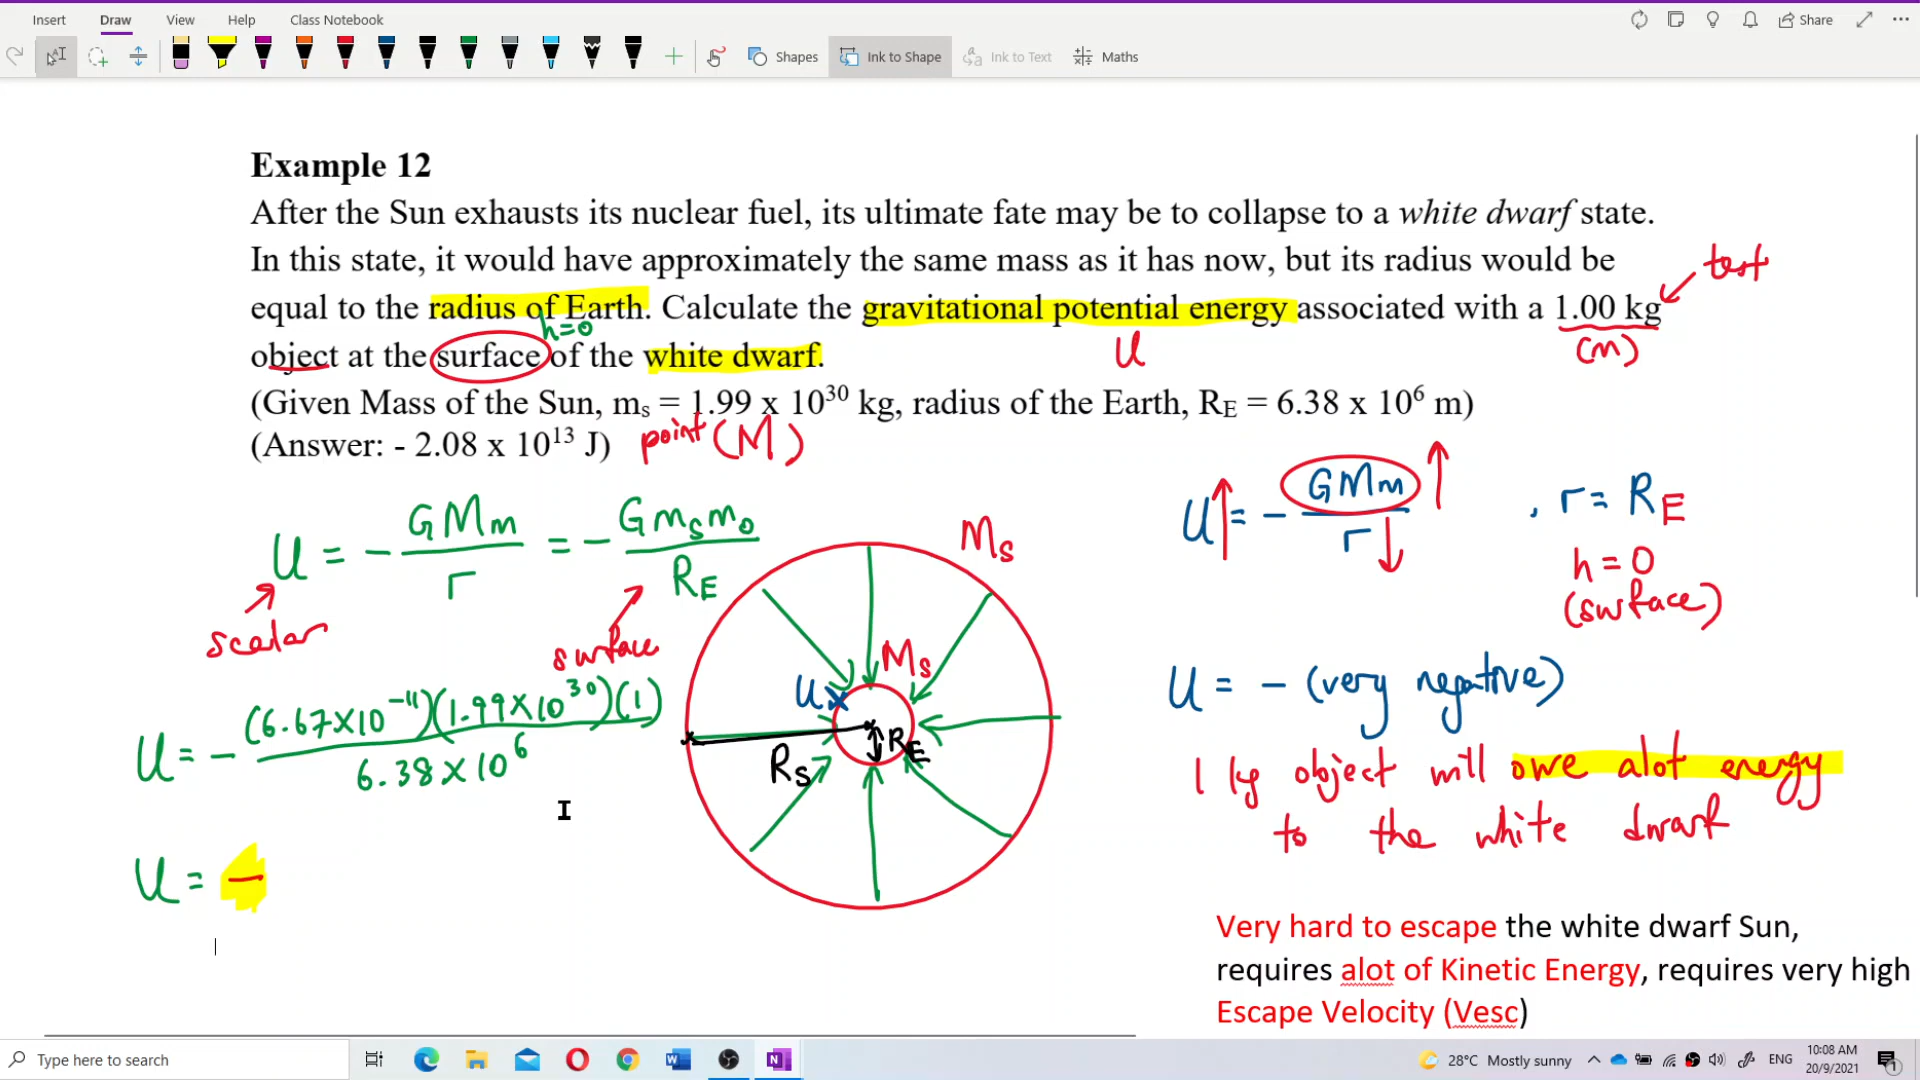 Insert Draw View Help Class Notebook Share
Shapes Ink to Shape Ink to Text Maths
Example 12
After the Sun exhausts its nuclear fuel, its ultimate fate may be to collapse to a white dwarf state.
In this state, it would have approximately the same mass as it has now, but its radius would be
test
equal to the radius of Earth. Calculate the gravitational potential energy associated with a 1.00 kg
h=0
object at the surface of the white dwarf.
U
(m)
(Given Mass of the Sun, ms = 1.99 x 10^30 kg, radius of the Earth, RE = 6.38 x 10^6 m)
(Answer: - 2.08 x 10^13 J)
point (M)
U = - GMm / r = - G ms mo / RE
scalar
surface
U = - (6.67×10^-11)(1.99×10^30)(1) / 6.38×10^6
U = -
Ms
Ms
U
RE
Rs
U = - GMm / r , r = RE
h = 0
(surface)
U = - (very negative)
1 kg object will owe alot energy
to the white dwarf
Very hard to escape the white dwarf Sun,
requires alot of Kinetic Energy, requires very high
Escape Velocity (Vesc)
Type here to search
28°C Mostly sunny
ENG
10:08 AM
20/9/2021
1